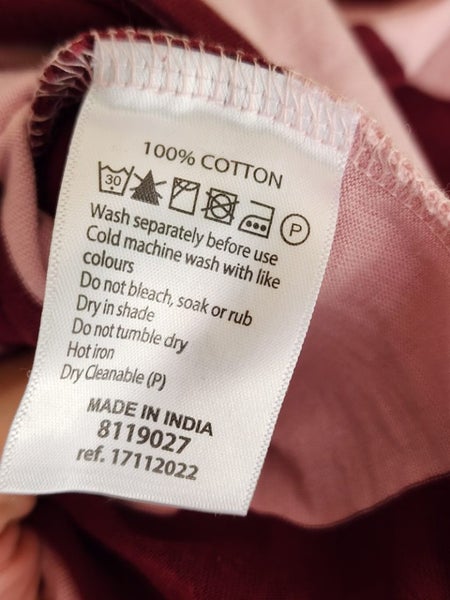 100% COTTON
30
P
Wash separately before use
Cold machine wash with like
colours
Do not bleach, soak or rub
Dry in shade
Do not tumble dry
Hot iron
Dry Cleanable (P)
MADE IN INDIA
8119027
ref. 17112022